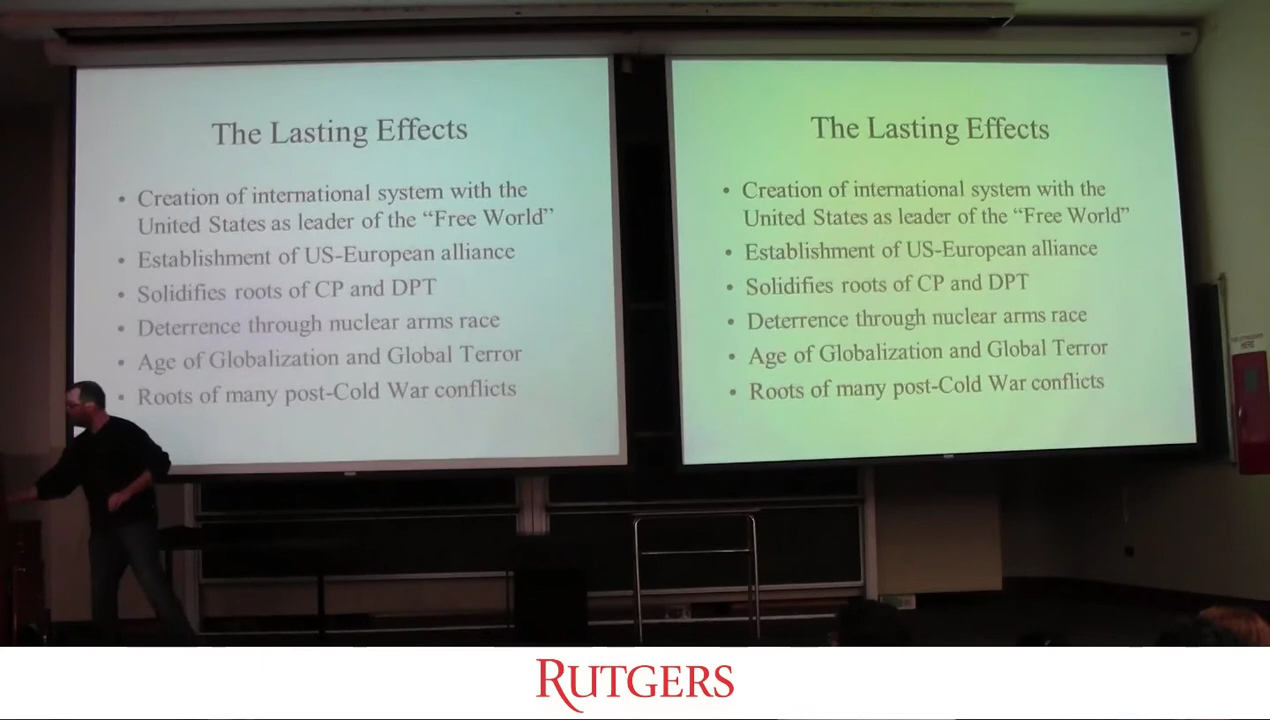 The Lasting Effects
• Creation of international system with the
United States as leader of the “Free World”
• Establishment of US-European alliance
• Solidifies roots of CP and DPT
• Deterrence through nuclear arms race
• Age of Globalization and Global Terror
• Roots of many post-Cold War conflicts
The Lasting Effects
• Creation of international system with the
United States as leader of the “Free World”
• Establishment of US-European alliance
• Solidifies roots of CP and DPT
• Deterrence through nuclear arms race
• Age of Globalization and Global Terror
• Roots of many post-Cold War conflicts
HERE
RUTGERS